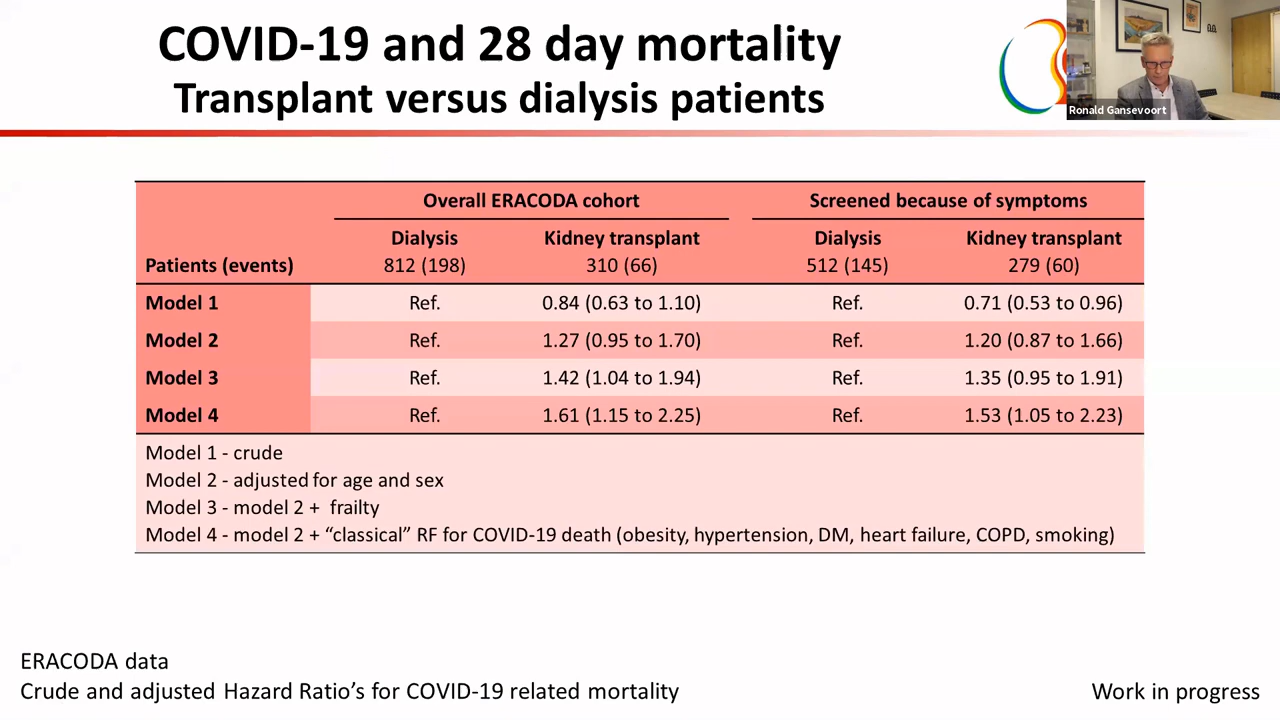 COVID-19 and 28 day mortality
Transplant versus dialysis patients
Ronald Gansevoort
Overall ERACODA cohort Screened because of symptoms
Dialysis Kidney transplant Dialysis Kidney transplant
Patients (events) 812 (198) 310 (66) 512 (145) 279 (60)
Model 1 Ref. 0.84 (0.63 to 1.10) Ref. 0.71 (0.53 to 0.96)
Model 2 Ref. 1.27 (0.95 to 1.70) Ref. 1.20 (0.87 to 1.66)
Model 3 Ref. 1.42 (1.04 to 1.94) Ref. 1.35 (0.95 to 1.91)
Model 4 Ref. 1.61 (1.15 to 2.25) Ref. 1.53 (1.05 to 2.23)
Model 1 - crude
Model 2 - adjusted for age and sex
Model 3 - model 2 + frailty
Model 4 - model 2 + “classical” RF for COVID-19 death (obesity, hypertension, DM, heart failure, COPD, smoking)
ERACODA data
Crude and adjusted Hazard Ratio’s for COVID-19 related mortality
Work in progress